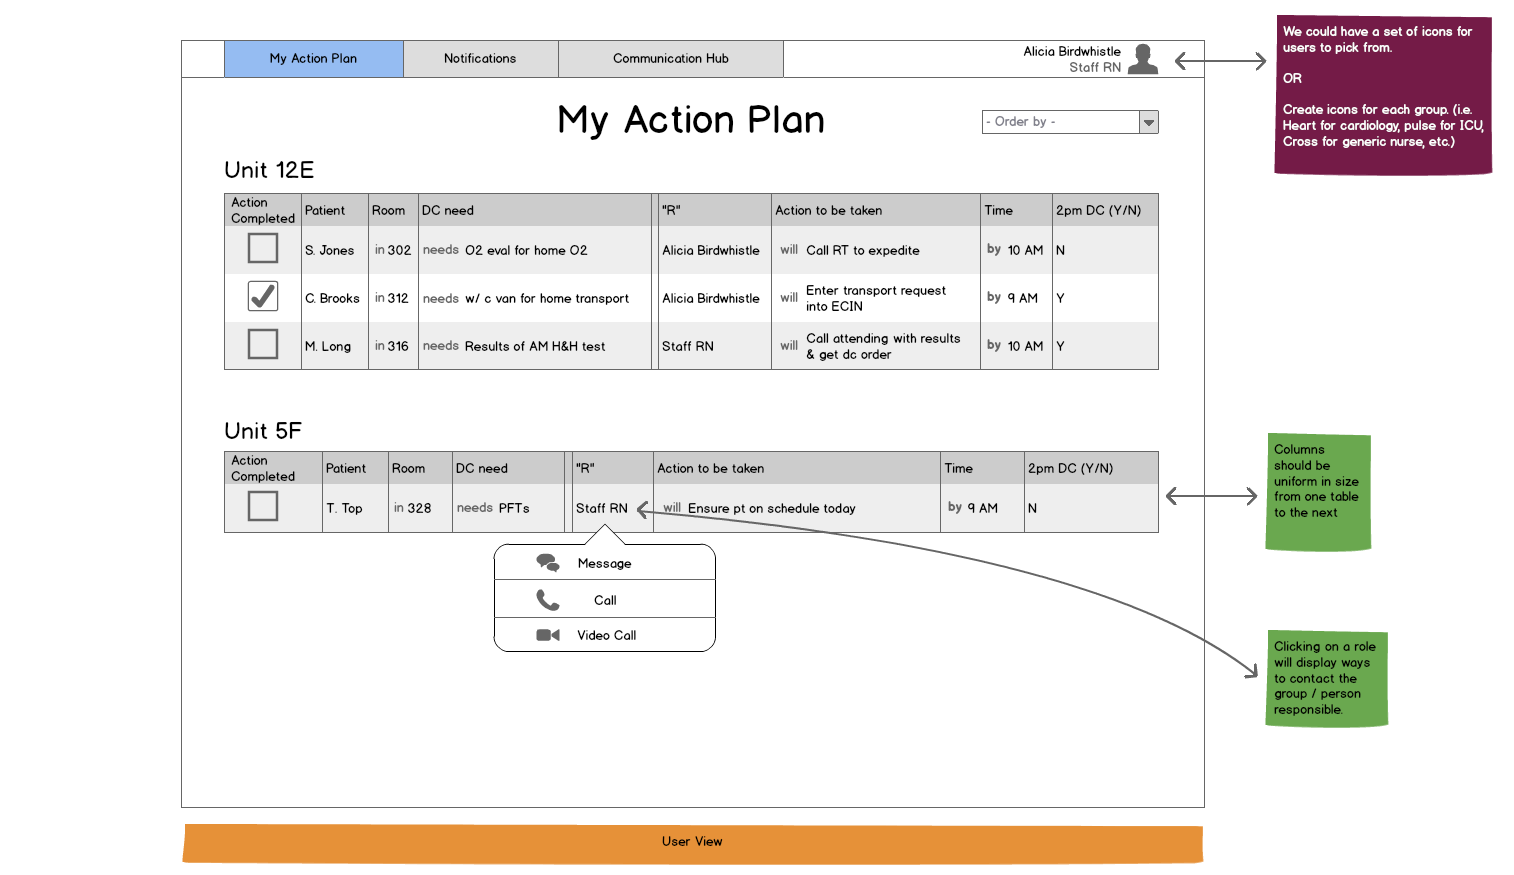 My Action Plan
Notifications
Communication Hub
Alicia Birdwhistle
Staff RN
We could have a set of icons for
users to pick from.
OR
Create icons for each group. (i.e.
Heart for cardiology, pulse for ICU,
Cross for generic nurse, etc.)
My Action Plan
- Order by -
Unit 12E
Action Completed Patient Room DC need "R" Action to be taken Time 2pm DC (Y/N)
S. Jones in 302 needs O2 eval for home O2 Alicia Birdwhistle will Call RT to expedite by 10 AM N
C. Brooks in 312 needs w/ c van for home transport Alicia Birdwhistle will Enter transport request into ECIN by 9 AM Y
M. Long in 316 needs Results of AM H&H test Staff RN will Call attending with results & get dc order by 10 AM Y
Unit 5F
Action Completed Patient Room DC need "R" Action to be taken Time 2pm DC (Y/N)
T. Top in 328 needs PFTs Staff RN will Ensure pt on schedule today by 9 AM N
Columns
should be
uniform in size
from one table
to the next
Message
Call
Video Call
Clicking on a role
will display ways
to contact the
group / person
responsible.
User View